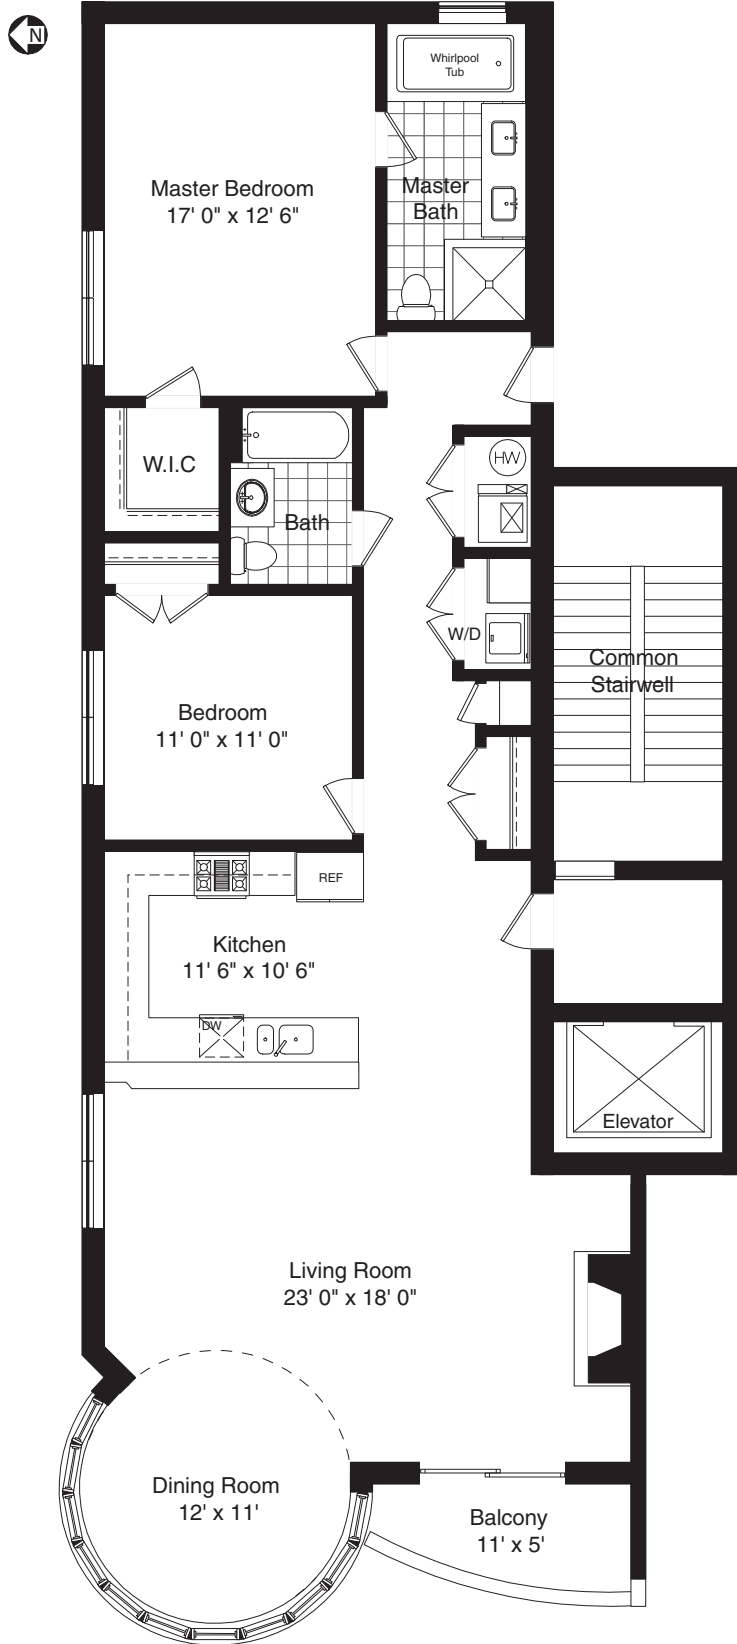 N
Whirlpool
Tub
Master Bedroom
17' 0" x 12' 6"
Master
Bath
W.I.C
HW
Bath
W/D
Common
Stairwell
Bedroom
11' 0" x 11' 0"
REF
Kitchen
11' 6" x 10' 6"
DW
Elevator
Living Room
23' 0" x 18' 0"
Dining Room
12' x 11'
Balcony
11' x 5'